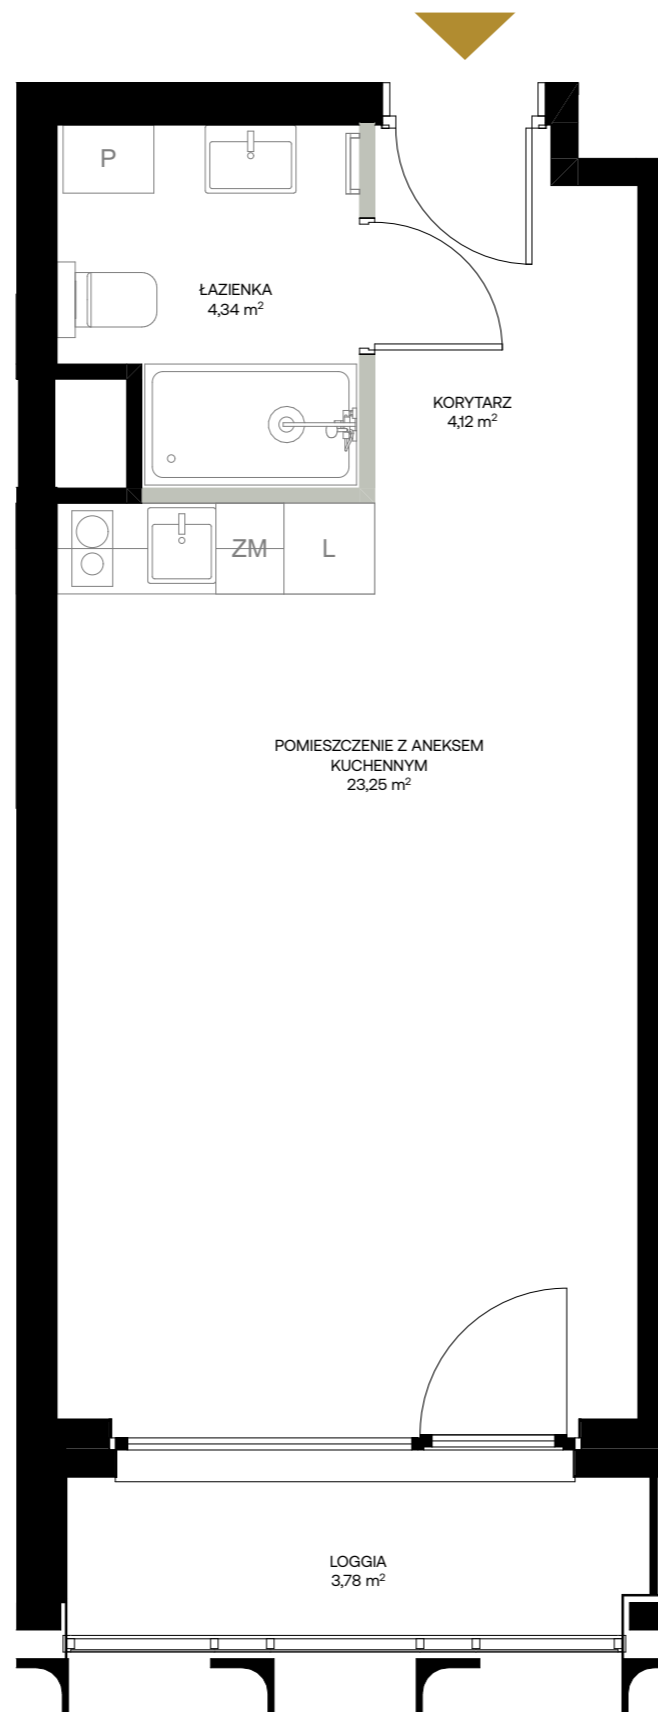 P
ŁAZIENKA
4,34 m²
KORYTARZ
4,12 m²
ZM
L
POMIESZCZENIE Z ANEKSEM
KUCHENNYM
23,25 m²
LOGGIA
3,78 m²